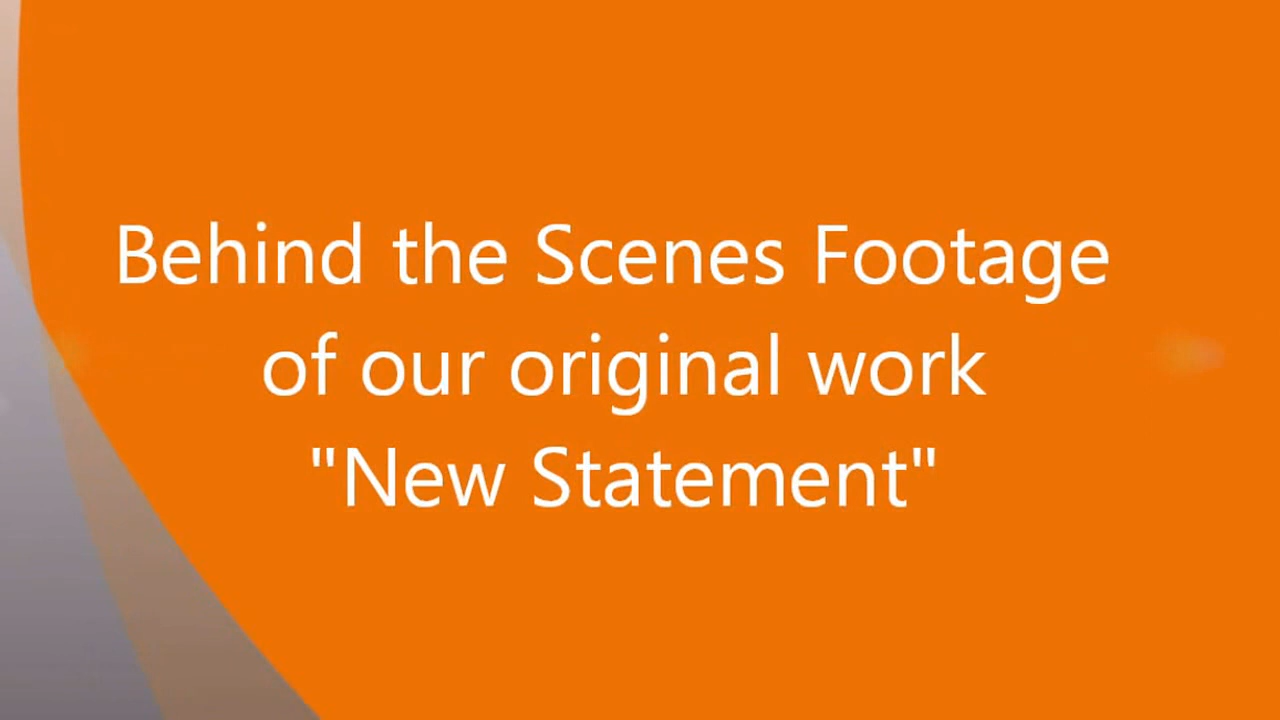 Behind the Scenes Footage
of our original work
"New Statement"